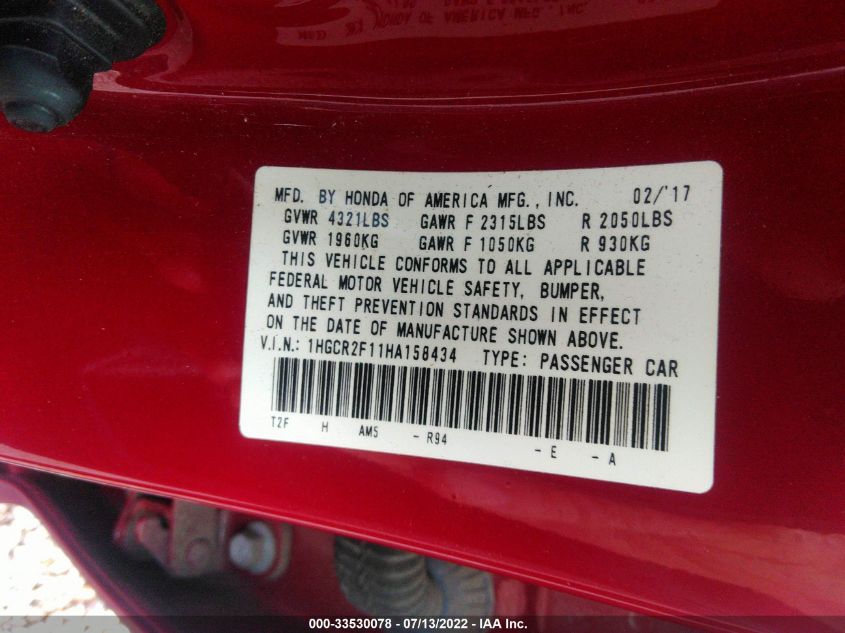 MFD. BY HONDA OF AMERICA MFG., INC. 02/'17
GVWR 4321LBS GAWR F 2315LBS R 2050LBS
GVWR 1960KG GAWR F 1050KG R 930KG
THIS VEHICLE CONFORMS TO ALL APPLICABLE
FEDERAL MOTOR VEHICLE SAFETY, BUMPER,
AND THEFT PREVENTION STANDARDS IN EFFECT
ON THE DATE OF MANUFACTURE SHOWN ABOVE.
V.I.N.: 1HGCR2F11HA158434 TYPE: PASSENGER CAR
T2F H AM5 - R94 - E - A
000-33530078 - 07/13/2022 - IAA Inc.